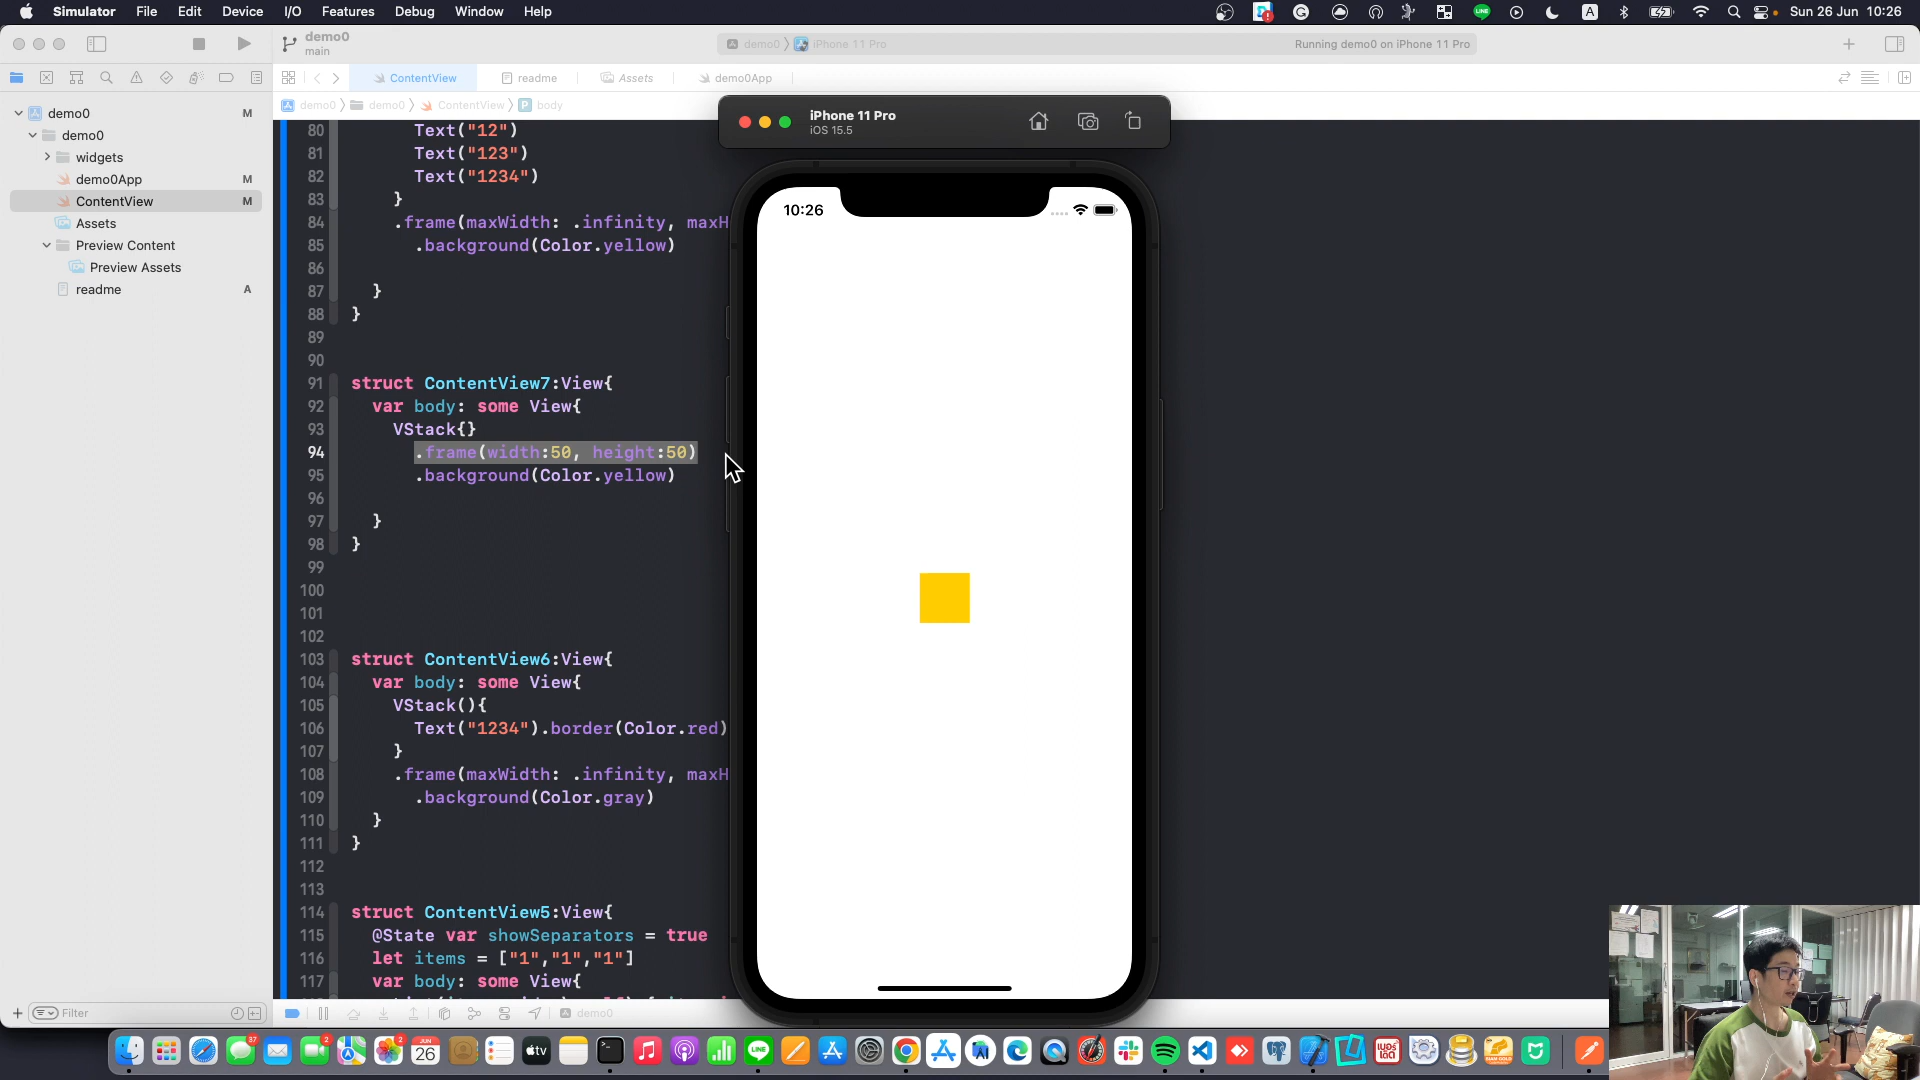 Simulator File Edit Device I/O Features Debug Window Help
A
Sun 26 Jun 10:26
demo0
main
demo0 iPhone 11 Pro
Running demo0 on iPhone 11 Pro
ContentView
readme
Assets
demo0App
demo0 demo0 ContentView body
demo0 M
demo0
widgets
demo0App M
ContentView M
Assets
Preview Content
Preview Assets
readme A
Filter
80 Text("12")
81 Text("123")
82 Text("1234")
83 }
84 .frame(maxWidth: .infinity, maxH
85 .background(Color.yellow)
86
87 }
88 }
89
90
91 struct ContentView7:View{
92 var body: some View{
93 VStack{}
94 .frame(width:50, height:50)
95 .background(Color.yellow)
96
97 }
98 }
99
100
101
102
103 struct ContentView6:View{
104 var body: some View{
105 VStack(){
106 Text("1234").border(Color.red)
107 }
108 .frame(maxWidth: .infinity, maxH
109 .background(Color.gray)
110 }
111 }
112
113
114 struct ContentView5:View{
115 @State var showSeparators = true
116 let items = ["1","1","1"]
117 var body: some View{
iPhone 11 Pro
iOS 15.5
10:26
demo0
37
2
2
JUN
26
tv